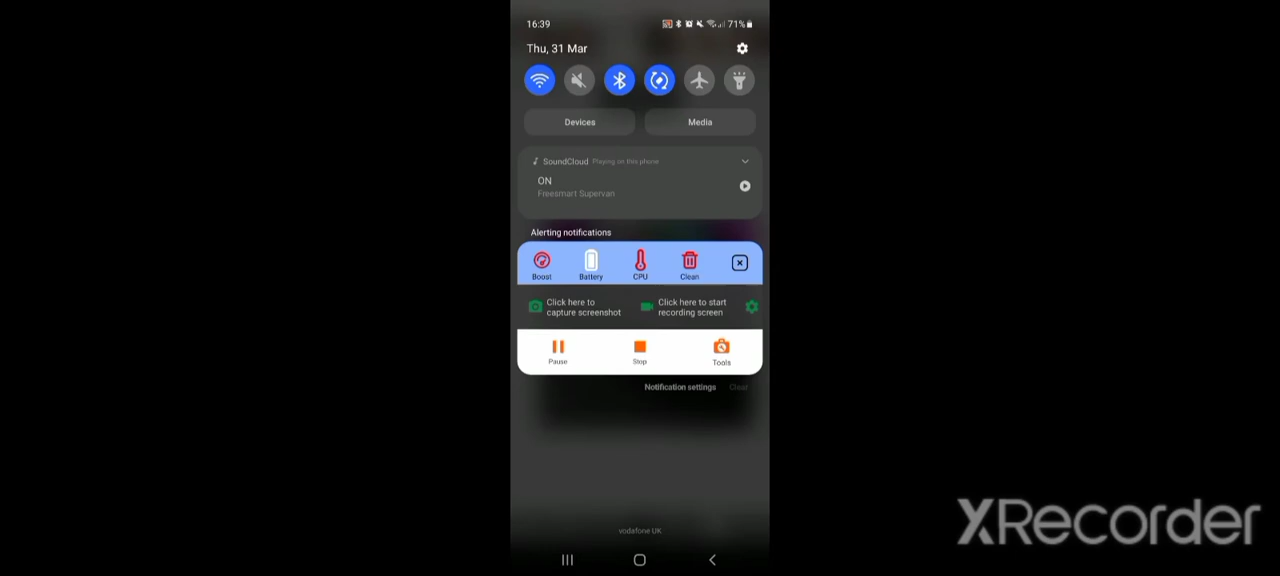 16:39
71%
Thu, 31 Mar
Devices
Media
SoundCloud Playing on this phone
ON
Freesmart Supervan
Alerting notifications
Boost
Battery
CPU
Clean
Click here to
capture screenshot
Click here to start
recording screen
Pause
Stop
Tools
Notification settings
Clear
vodafone UK
XRecorder